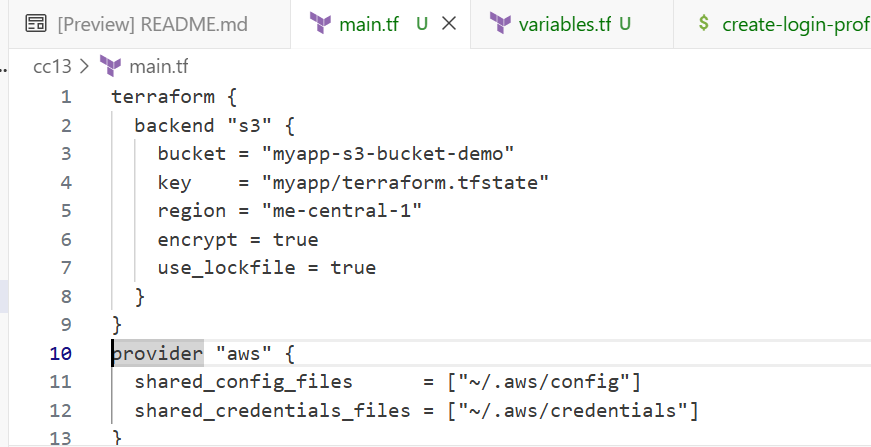 [Preview] README.md main.tf U variables.tf U $ create-login-prof
cc13 > main.tf
1 terraform {
2 backend "s3" {
3 bucket = "myapp-s3-bucket-demo"
4 key = "myapp/terraform.tfstate"
5 region = "me-central-1"
6 encrypt = true
7 use_lockfile = true
8 }
9 }
10 provider "aws" {
11 shared_config_files = ["~/.aws/config"]
12 shared_credentials_files = ["~/.aws/credentials"]
13 }